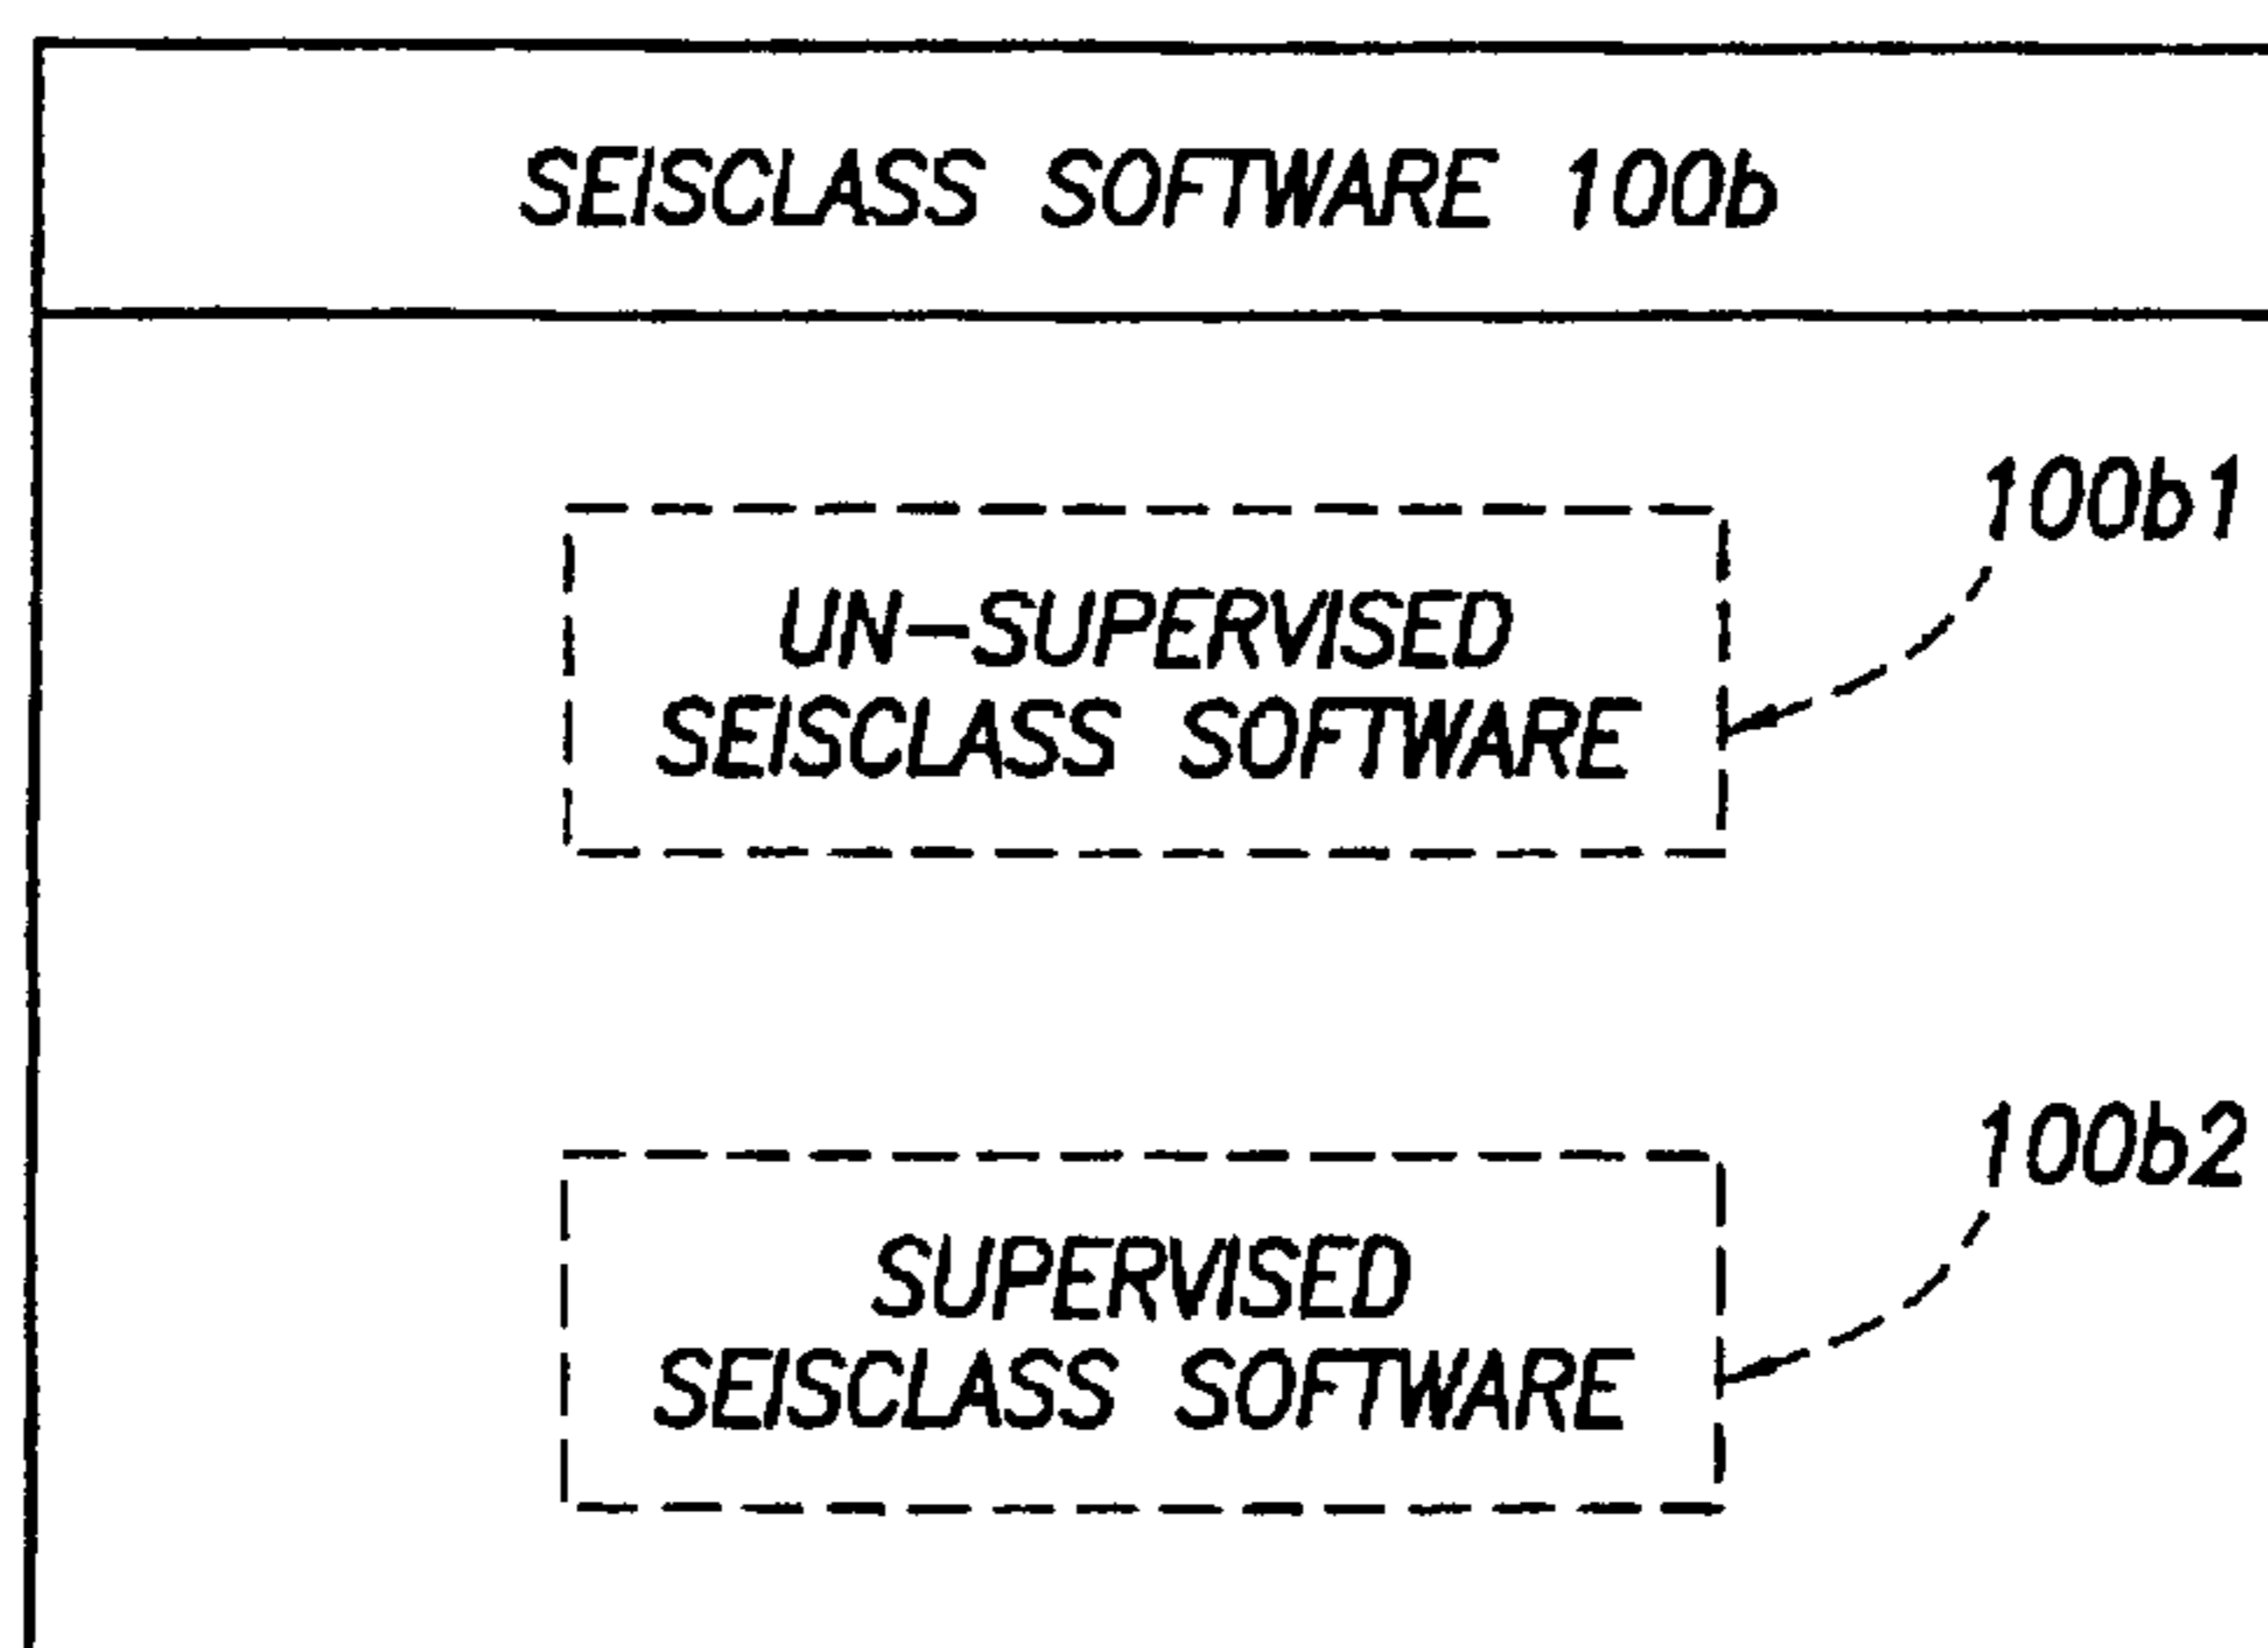 SEISCLASS SOFTWARE 100b
100b1
UN-SUPERVISED
SEISCLASS SOFTWARE
100b2
SUPERVISED
SEISCLASS SOFTWARE